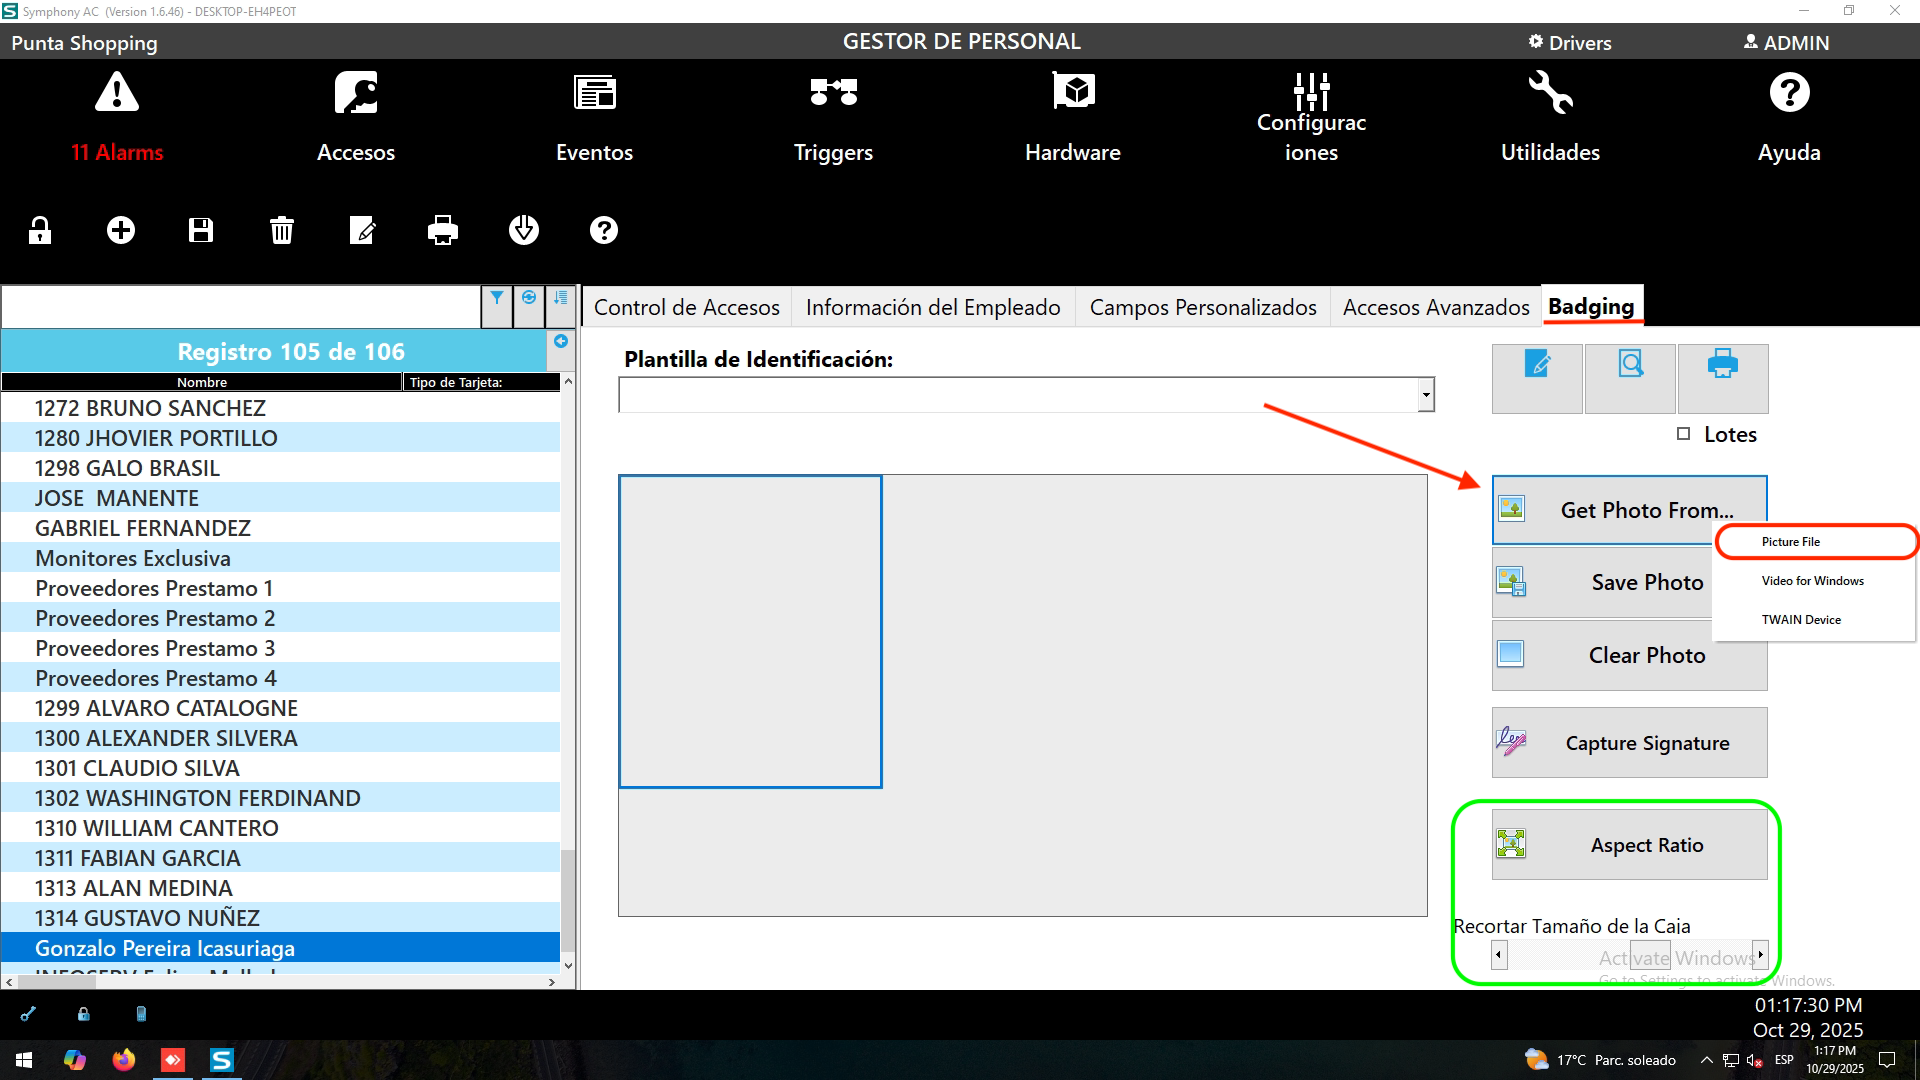 Symphony AC (Version 1.6.46) - DESKTOP-EH4PEOT
Punta Shopping
GESTOR DE PERSONAL
Drivers
ADMIN
11 Alarms
Accesos
Eventos
Triggers
Hardware
Configurac
iones
Utilidades
Ayuda
Control de Accesos
Información del Empleado
Campos Personalizados
Accesos Avanzados
Badging
Registro 105 de 106
Nombre
Tipo de Tarjeta:
1272 BRUNO SANCHEZ
1280 JHOVIER PORTILLO
1298 GALO BRASIL
JOSE  MANENTE
GABRIEL FERNANDEZ
Monitores Exclusiva
Proveedores Prestamo 1
Proveedores Prestamo 2
Proveedores Prestamo 3
Proveedores Prestamo 4
1299 ALVARO CATALOGNE
1300 ALEXANDER SILVERA
1301 CLAUDIO SILVA
1302 WASHINGTON FERDINAND
1310 WILLIAM CANTERO
1311 FABIAN GARCIA
1313 ALAN MEDINA
1314 GUSTAVO NUÑEZ
Gonzalo Pereira Icasuriaga
Plantilla de Identificación:
Lotes
Get Photo From...
Picture File
Video for Windows
TWAIN Device
Save Photo
Clear Photo
Capture Signature
Aspect Ratio
Recortar Tamaño de la Caja
Activate Windows
Go to Settings to activate Windows.
01:17:30 PM
Oct 29, 2025
17°C Parc. soleado
ESP
1:17 PM
10/29/2025